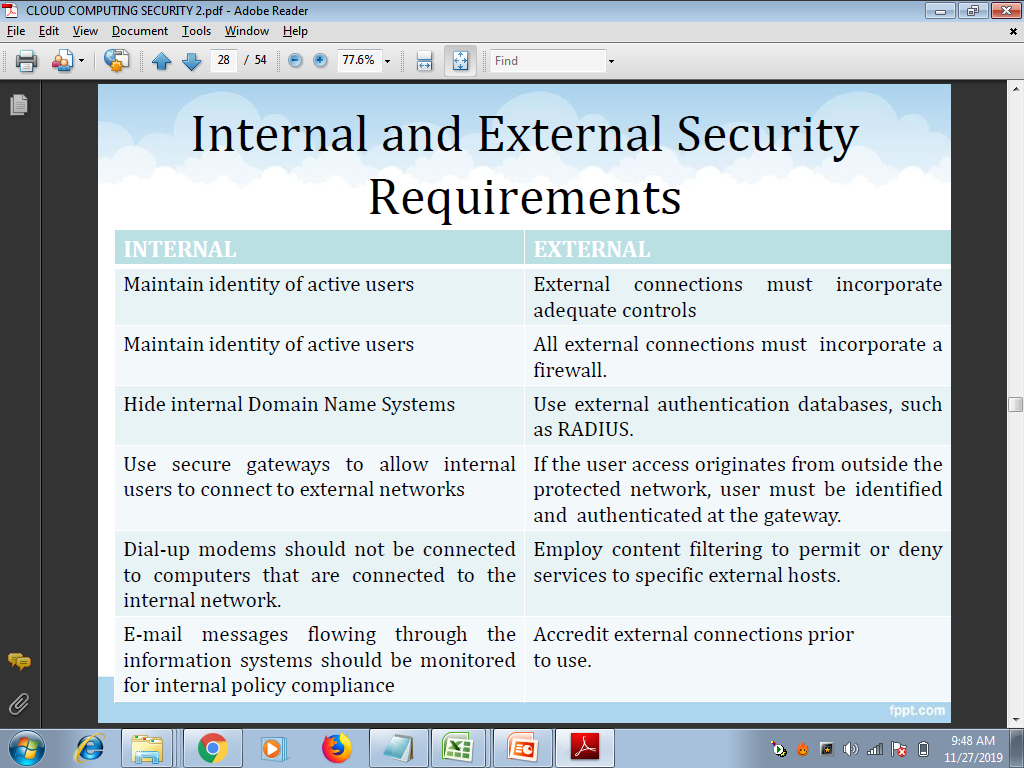 CLOUD COMPUTING SECURITY 2.pdf - Adobe Reader
File Edit View Document Tools Window Help
28 / 54 77.6% Find
Internal and External Security
Requirements
INTERNAL EXTERNAL
Maintain identity of active users
External connections must incorporate
adequate controls
Maintain identity of active users
All external connections must incorporate a
firewall.
Hide internal Domain Name Systems
Use external authentication databases, such
as RADIUS.
Use secure gateways to allow internal
users to connect to external networks
If the user access originates from outside the
protected network, user must be identified
and authenticated at the gateway.
Dial-up modems should not be connected
to computers that are connected to the
internal network.
Employ content filtering to permit or deny
services to specific external hosts.
E-mail messages flowing through the
information systems should be monitored
for internal policy compliance
Accredit external connections prior
to use.
fppt.com
9:48 AM
11/27/2019